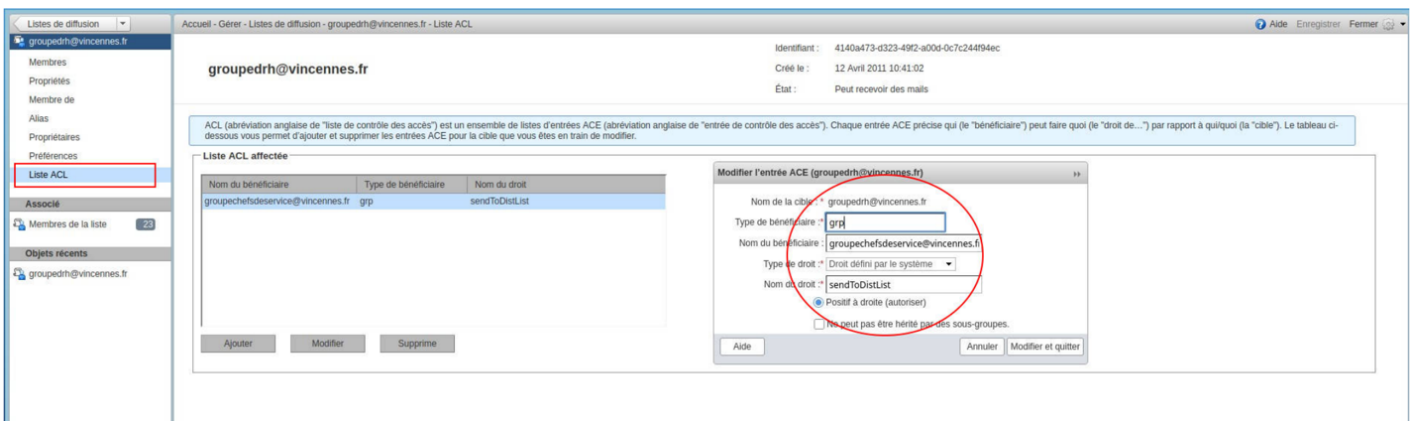 Listes de diffusion
Accueil - Gérer - Listes de diffusion - groupedrh@vincennes.fr - Liste ACL
Aide Enregistrer Fermer
groupedrh@vincennes.fr
Membres
Propriétés
Membre de
Alias
Propriétaires
Préférences
Liste ACL
Associé
Membres de la liste 23
Objets récents
groupedrh@vincennes.fr
groupedrh@vincennes.fr
Identifiant : 4140a473-d323-49f2-a00d-0c7c244f94ec
Créé le : 12 Avril 2011 10:41:02
État : Peut recevoir des mails
ACL (abréviation anglaise de "liste de contrôle des accès") est un ensemble de listes d'entrées ACE (abréviation anglaise de "entrée de contrôle des accès"). Chaque entrée ACE précise qui (le "bénéficiaire") peut faire quoi (le "droit de...") par rapport à qui/quoi (la "cible"). Le tableau ci-
dessous vous permet d'ajouter et supprimer les entrées ACE pour la cible que vous êtes en train de modifier.
Liste ACL affectée
Nom du bénéficiaire Type de bénéficiaire Nom du droit
groupechefsdeservice@vincennes.fr grp sendToDistList
Ajouter Modifier Supprime
Modifier l'entrée ACE (groupedrh@vincennes.fr)
Nom de la cible :* groupedrh@vincennes.fr
Type de bénéficiaire :* grp
Nom du bénéficiaire : groupechefsdeservice@vincennes.fr
Type de droit :* Droit défini par le système
Nom du droit :* sendToDistList
Positif à droite (autoriser)
Ne peut pas être hérité par des sous-groupes.
Aide Annuler Modifier et quitter